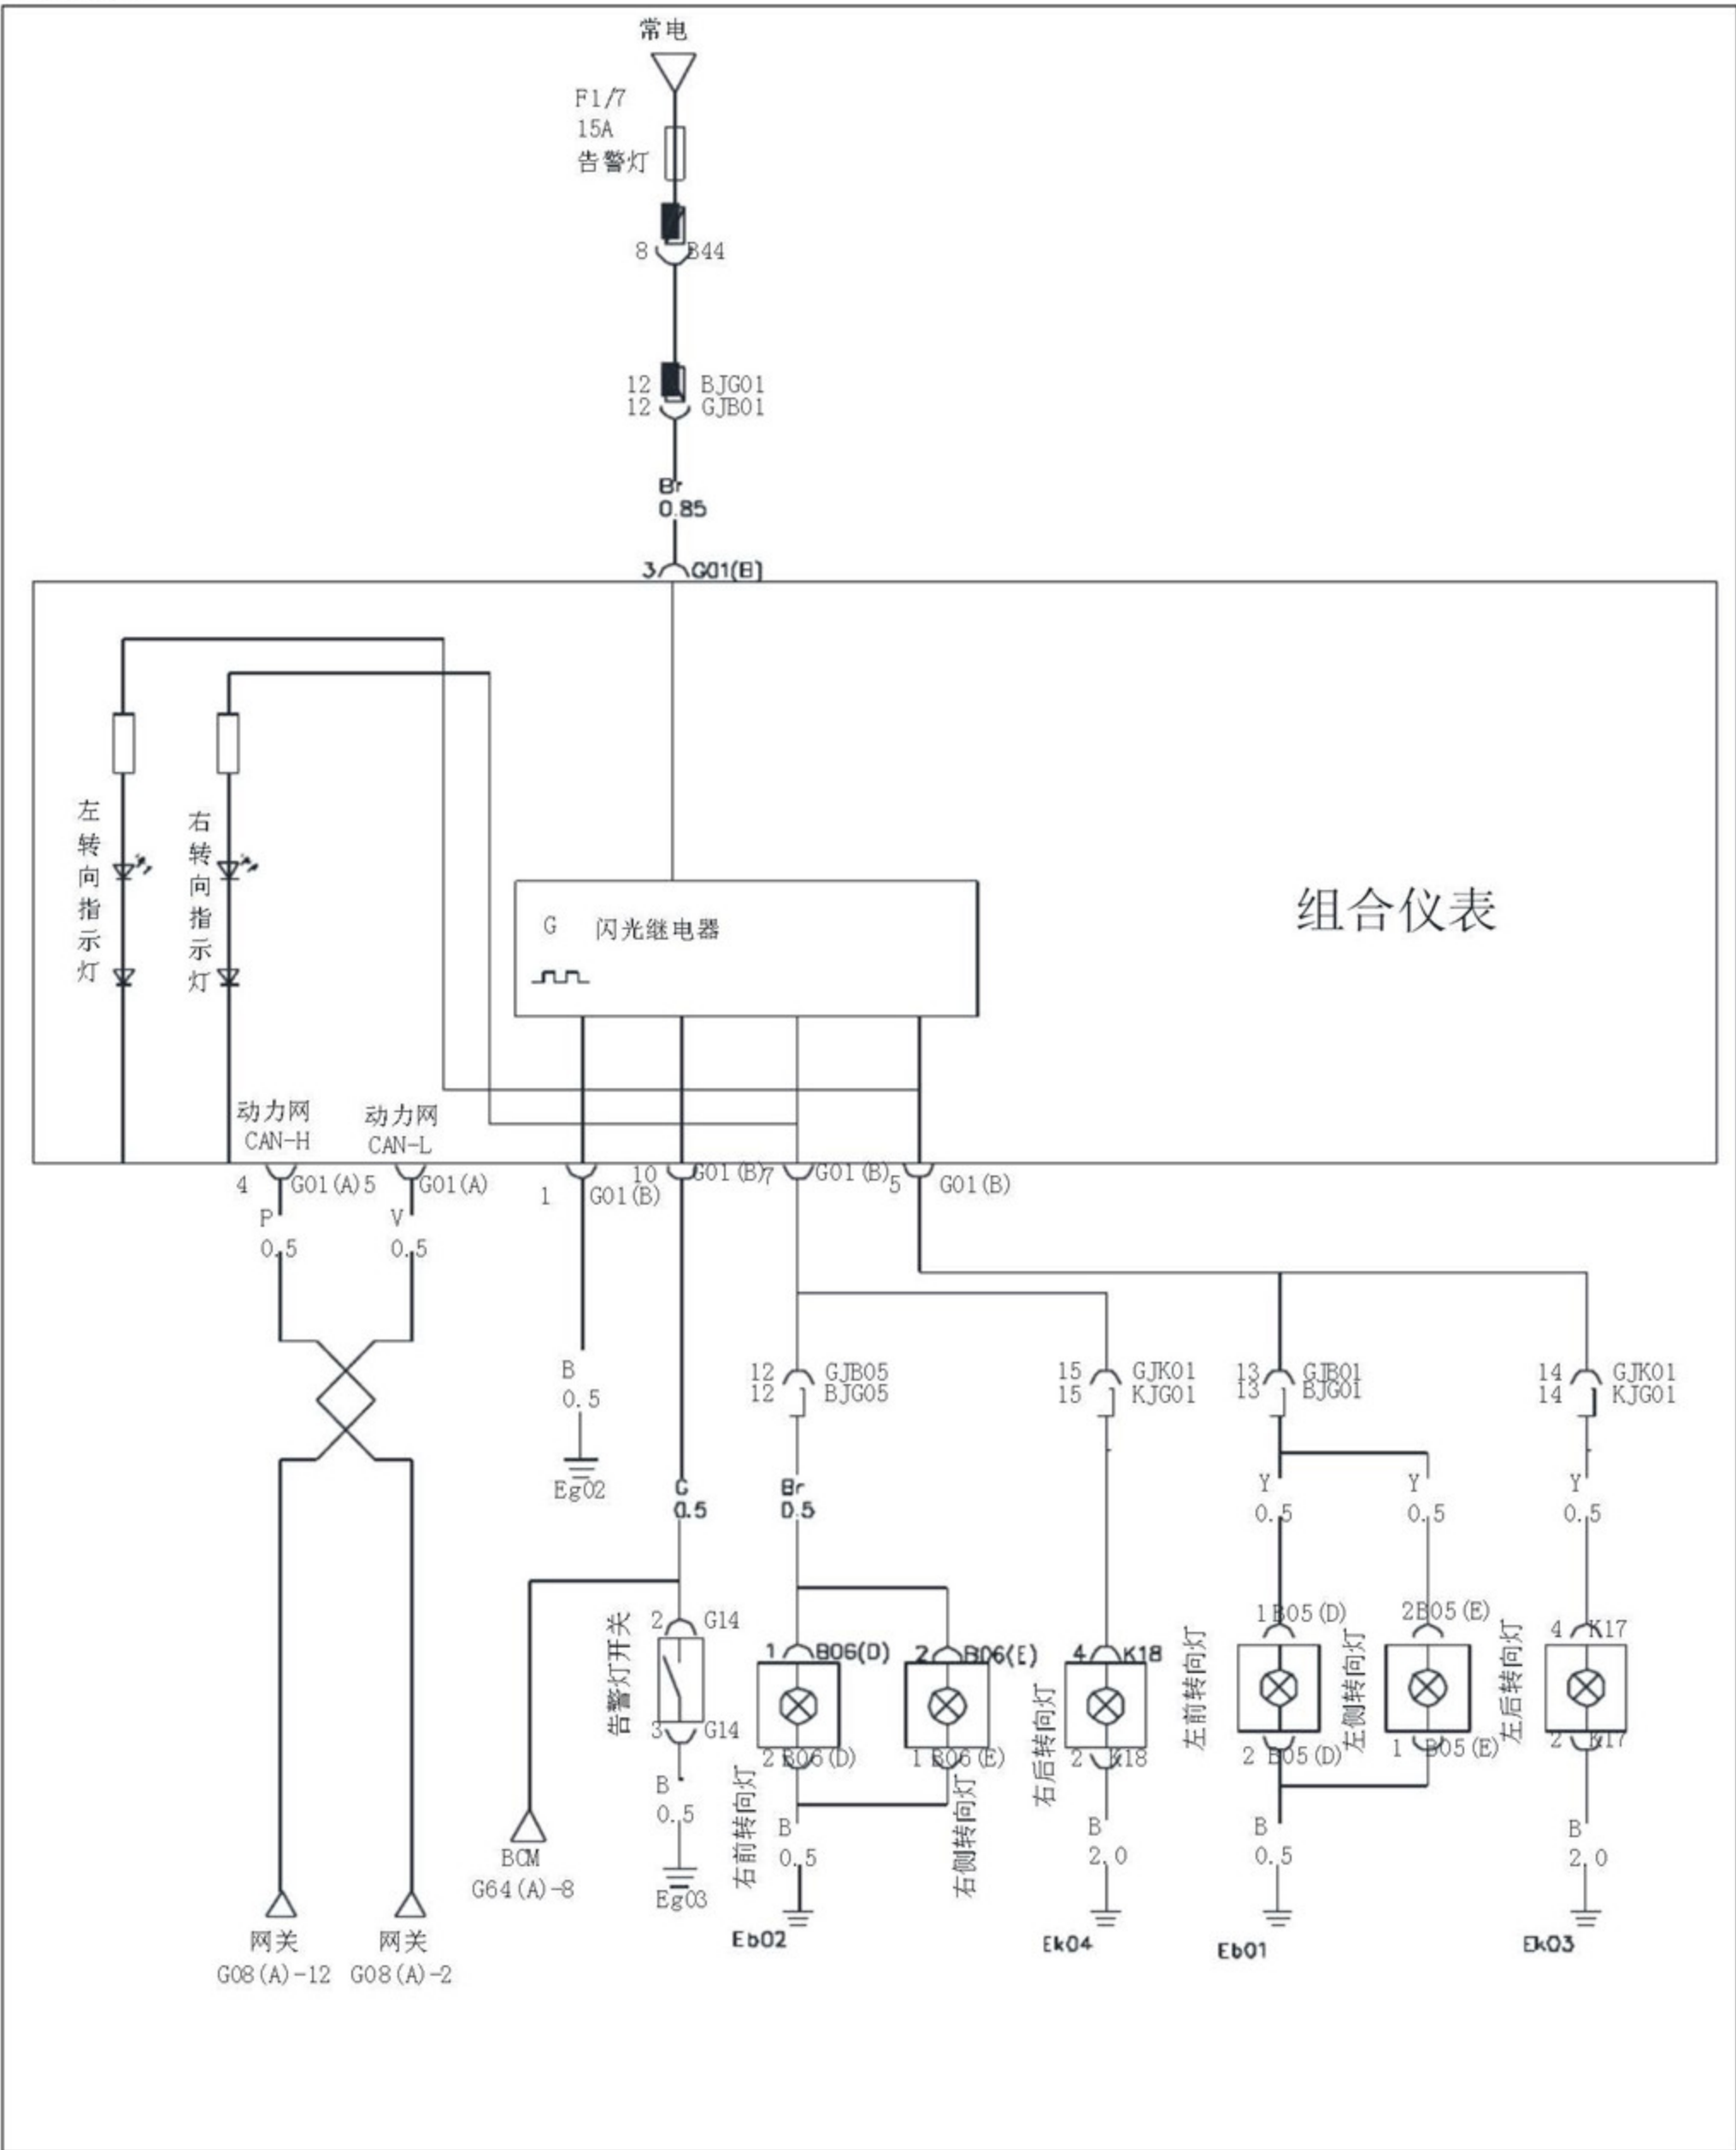 常电
F1/7
15A
告警灯
8 B44
12 BJG01
12 GJB01
Br
0.85
3 G01(B)
左转向指示灯
右转向指示灯
G 闪光继电器
组合仪表
动力网
CAN-H
动力网
CAN-L
4 G01(A)
5 G01(A)
1 G01(B)
10 G01(B)
7 G01(B)
5 G01(B)
P
0.5
V
0.5
B
0.5
Eg02
12 GJB05
12 BJG05
15 GJK01
15 KJG01
13 GJB01
13 BJG01
14 GJK01
14 KJG01
G
0.5
Br
0.5
Y
0.5
Y
0.5
Y
0.5
告警灯开关
2 G14
3 G14
B
0.5
Eg03
BCM
G64(A)-8
1 B06(D)
2 B06(D)
右前转向灯
2 B06(E)
1 B06(E)
右侧转向灯
B
0.5
Eb02
4 K18
2 K18
右后转向灯
B
2.0
Ek04
1 B05(D)
2 B05(D)
左前转向灯
2B05(E)
1 B05(E)
左侧转向灯
B
0.5
Eb01
4 K17
2 K17
左后转向灯
B
2.0
Ek03
网关
G08(A)-12
网关
G08(A)-2